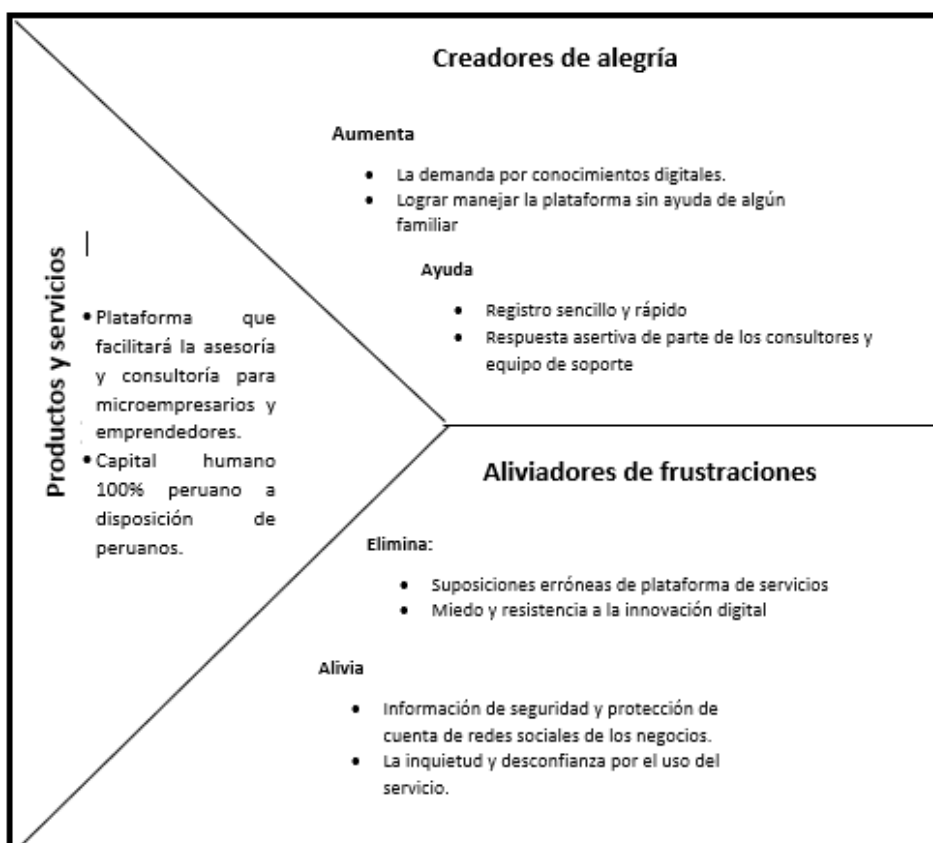 Creadores de alegría
Aumenta
• La demanda por conocimientos digitales.
• Lograr manejar la plataforma sin ayuda de algún
familiar
Ayuda
• Registro sencillo y rápido
• Respuesta asertiva de parte de los consultores y
equipo de soporte
Productos y servicios
• Plataforma que
facilitará la asesoría
y consultoría para
microempresarios y
emprendedores.
• Capital humano
100% peruano a
disposición de
peruanos.
Aliviadores de frustraciones
Elimina:
• Suposiciones erróneas de plataforma de servicios
• Miedo y resistencia a la innovación digital
Alivia
• Información de seguridad y protección de
cuenta de redes sociales de los negocios.
• La inquietud y desconfianza por el uso del
servicio.